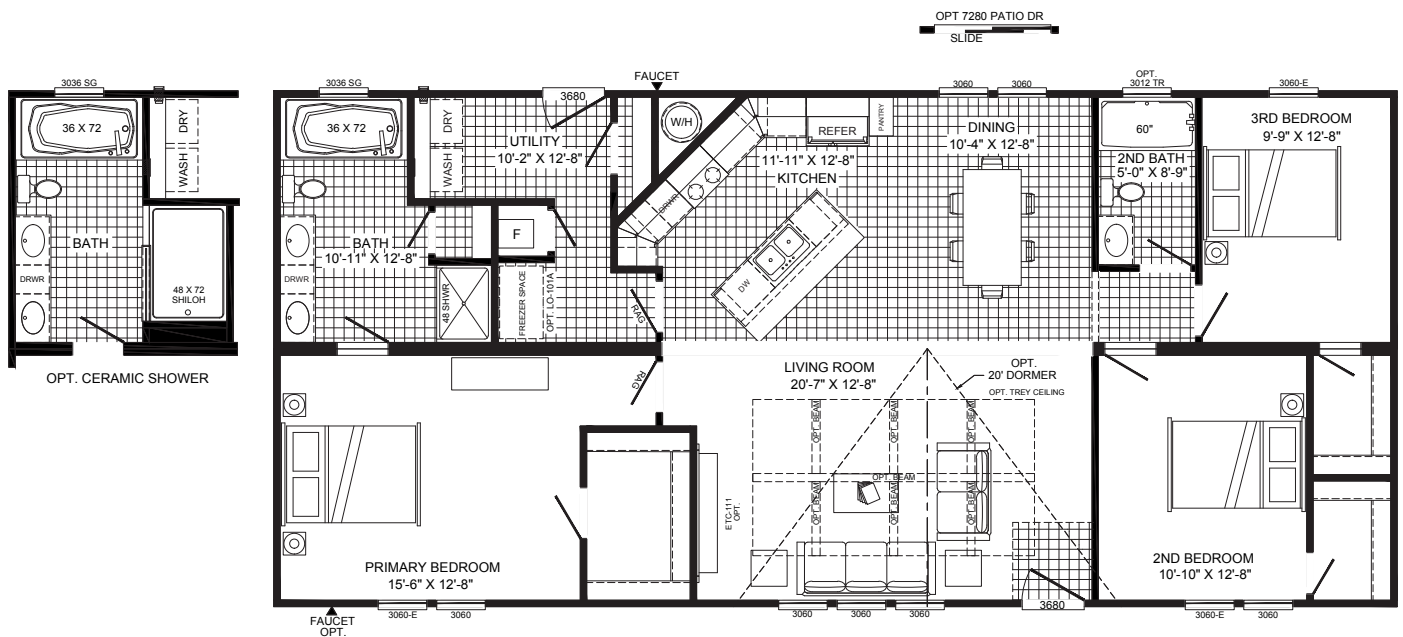 OPT 7280 PATIO DR
SLIDE
3036 SG
36 X 72
DRY
WASH
BATH
DRWR
48 X 72
SHILOH
OPT. CERAMIC SHOWER
3036 SG
36 X 72
DRY
WASH
3680
UTILITY
10'-2" X 12'-8"
FAUCET
W/H
REFER
PANTRY
11'-11" X 12'-8"
KITCHEN
DRWR
DW
3060
3060
DINING
10'-4" X 12'-8"
OPT.
3012 TR
60"
2ND BATH
5'-0" X 8'-9"
3060-E
3RD BEDROOM
9'-9" X 12'-8"
BATH
10'-11" X 12'-8"
DRWR
48 SHWR
F
FREEZER SPACE
OPT. LO-101A
RAG
RAG
LIVING ROOM
20'-7" X 12'-8"
OPT.
20' DORMER
OPT. TREY CEILING
OPT. BEAM
OPT. BEAM
OPT. BEAM
OPT. BEAM
OPT. BEAM
OPT. BEAM
OPT. BEAM
ETC-111
OPT.
PRIMARY BEDROOM
15'-6" X 12'-8"
2ND BEDROOM
10'-10" X 12'-8"
FAUCET
OPT.
3060-E
3060
3060
3060
3060
3680
3060-E
3060